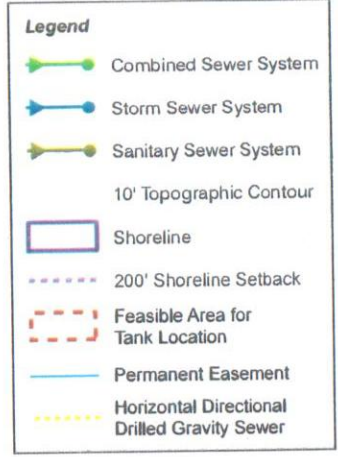 Legend
Combined Sewer System
Storm Sewer System
Sanitary Sewer System
10' Topographic Contour
Shoreline
200' Shoreline Setback
Feasible Area for
Tank Location
Permanent Easement
Horizontal Directional
Drilled Gravity Sewer